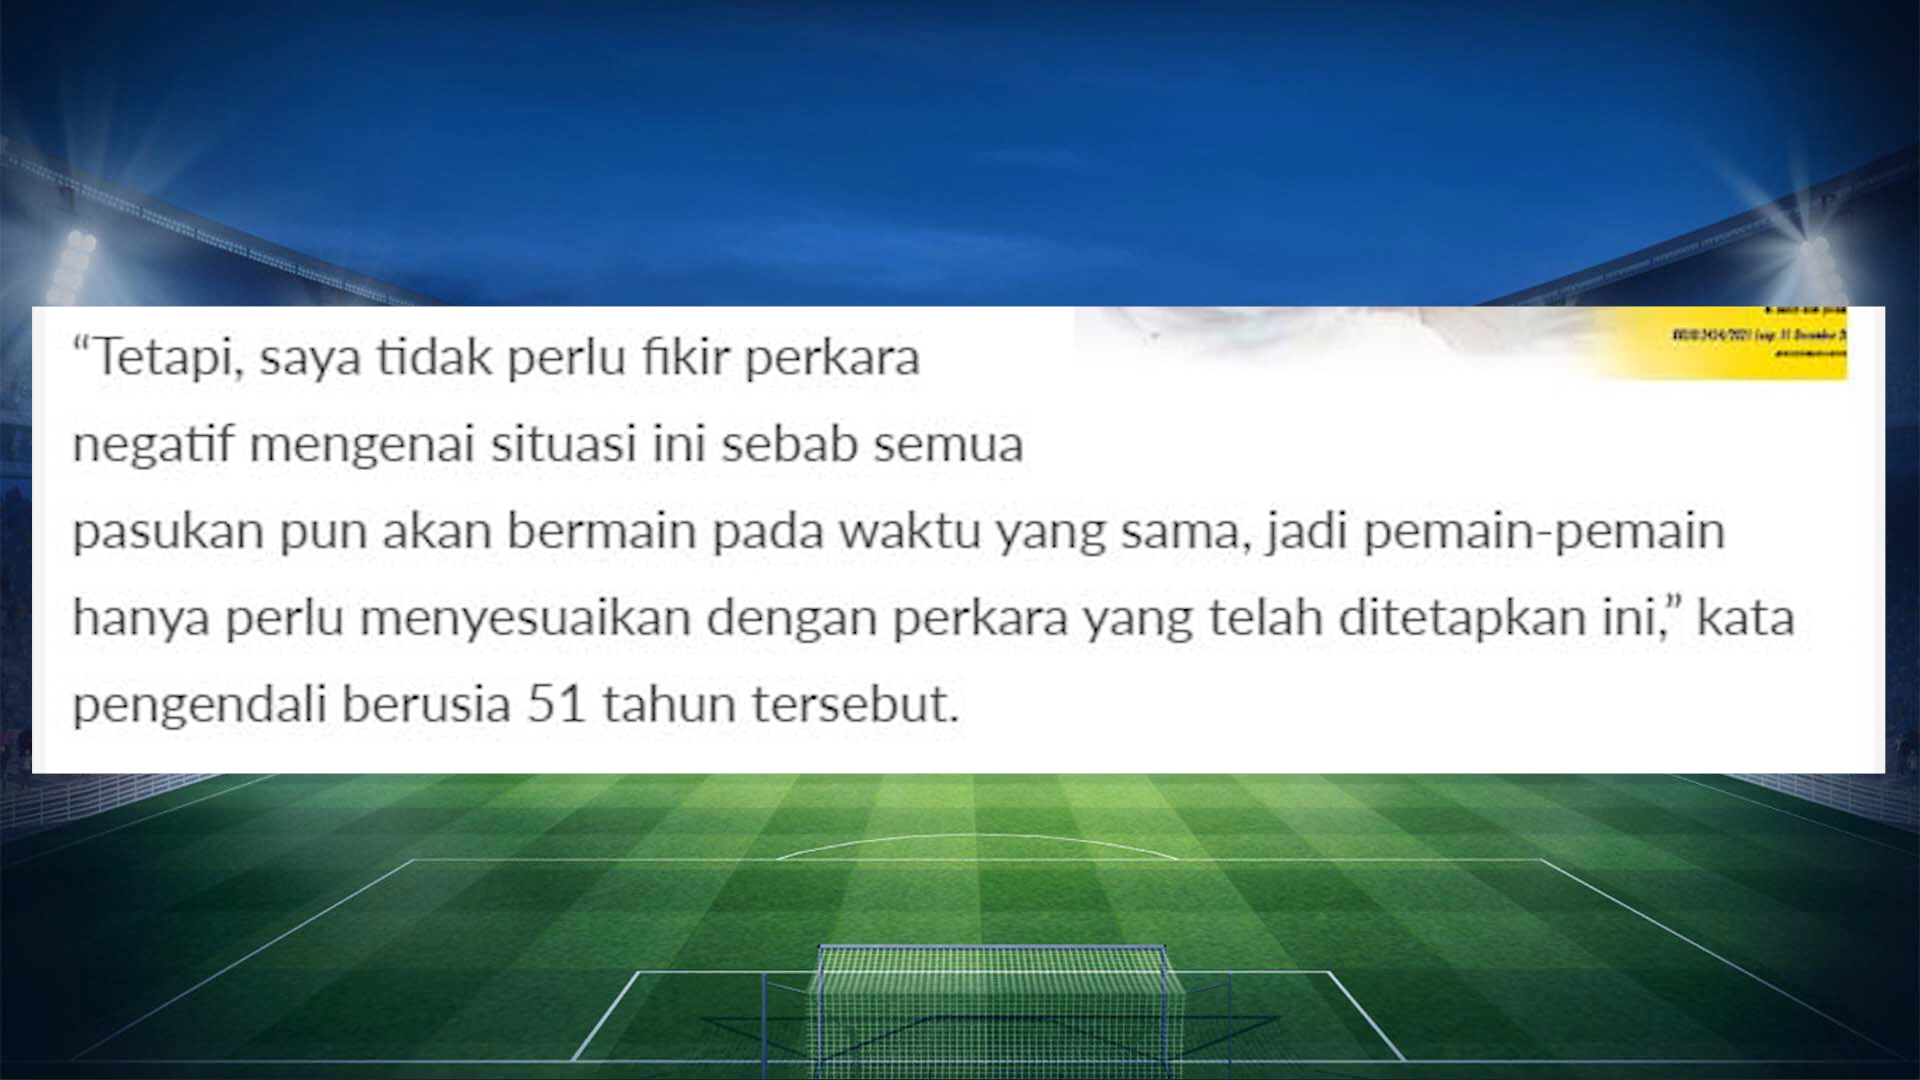 “Tetapi, saya tidak perlu fikir perkara
negatif mengenai situasi ini sebab semua
pasukan pun akan bermain pada waktu yang sama, jadi pemain-pemain
hanya perlu menyesuaikan dengan perkara yang telah ditetapkan ini,” kata
pengendali berusia 51 tahun tersebut.